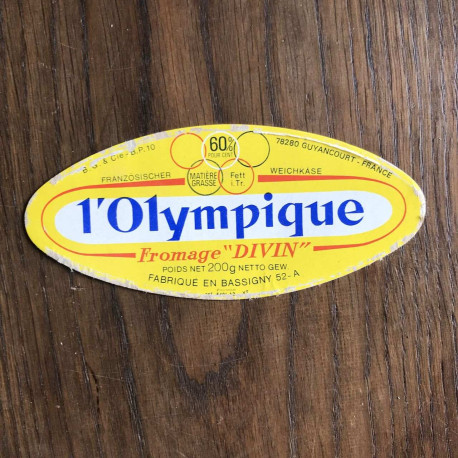 B.G. & Cie - B.P. 10
78280 GUYANCOURT - FRANCE
60%
POUR CENT
FRANZÖSISCHER
MATIÈRE
GRASSE
Fett
i.Tr.
WEICHKÄSE
l'Olympique
Fromage "DIVIN"
POIDS NET 200g NETTO GEW.
FABRIQUE EN BASSIGNY 52-A